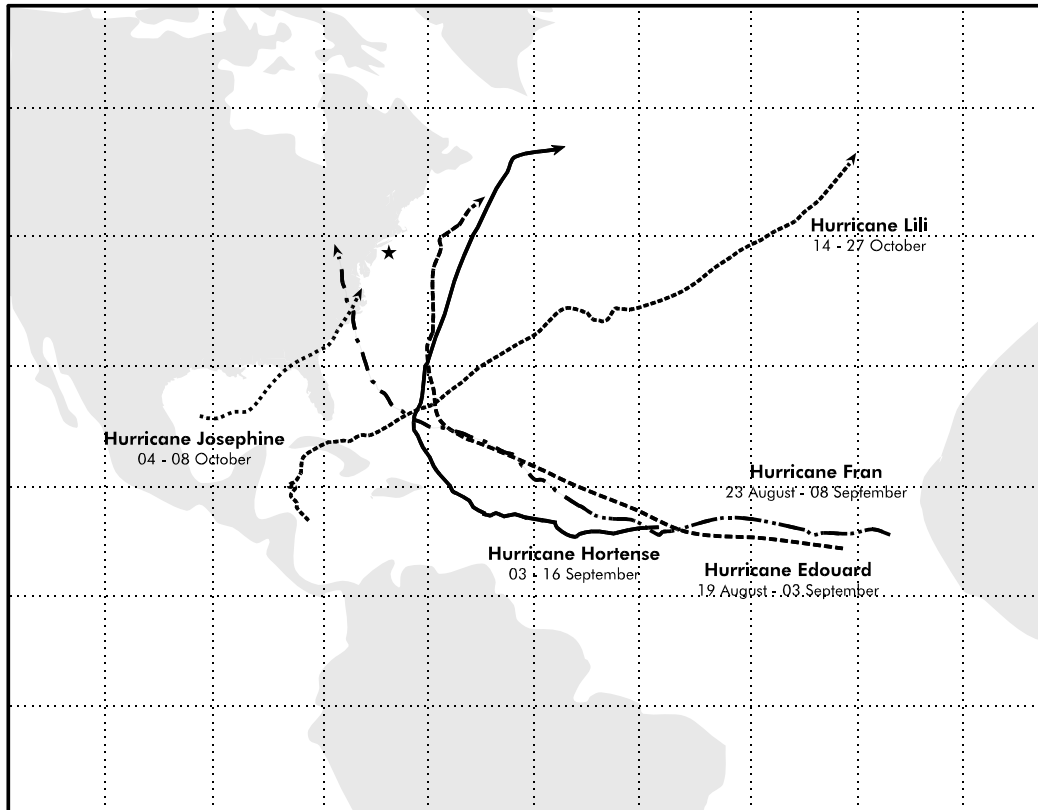 Hurricane Lili
14 - 27 October
Hurricane Josephine
04 - 08 October
Hurricane Fran
23 August - 08 September
Hurricane Hortense
03 - 16 September
Hurricane Edouard
19 August - 03 September